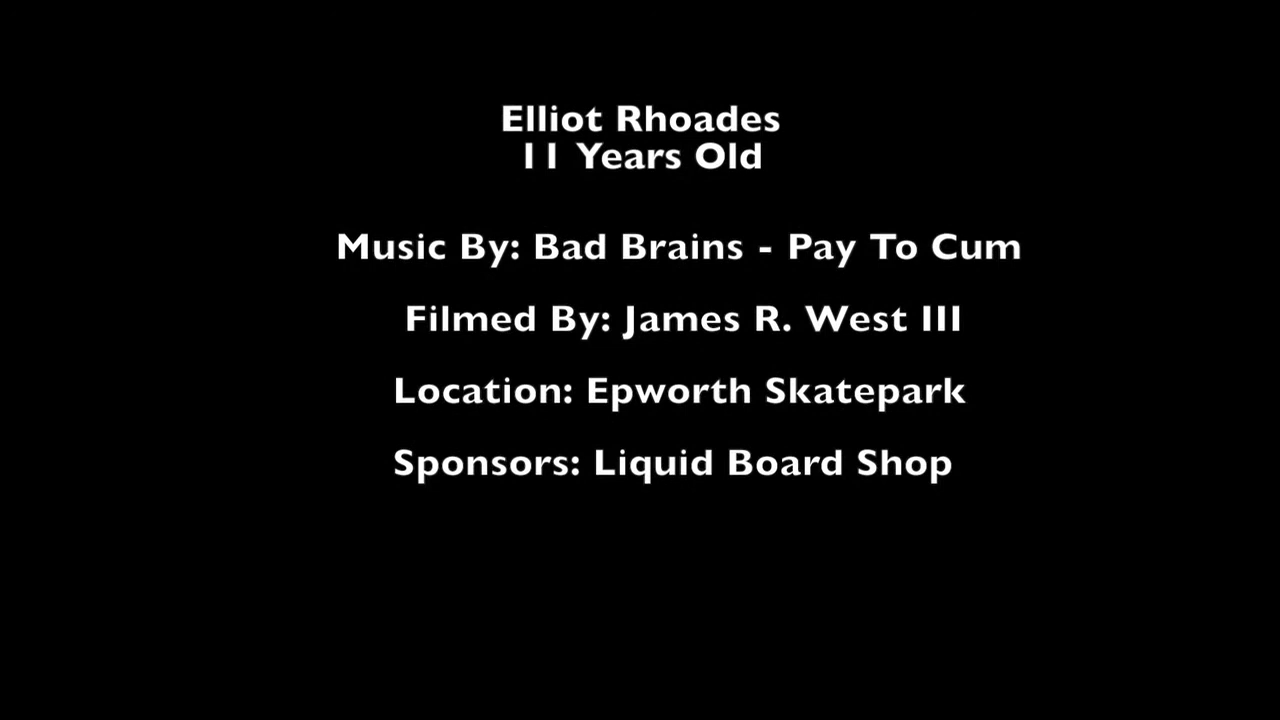 Elliot Rhoades
11 Years Old
Music By: Bad Brains - Pay To Cum
Filmed By: James R. West III
Location: Epworth Skatepark
Sponsors: Liquid Board Shop